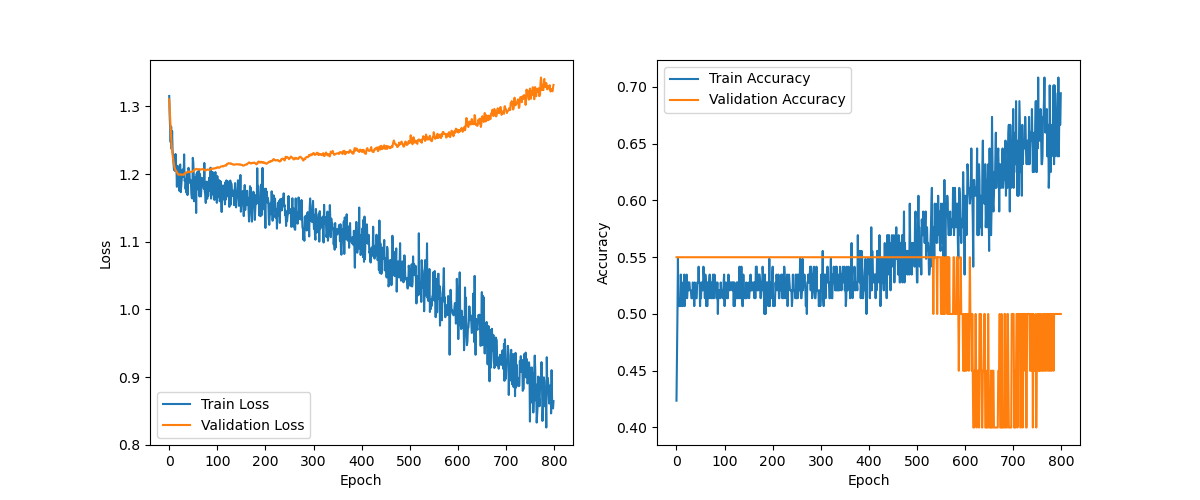 1.3
1.2
1.1
1.0
0.9
0.8
Loss
Train Loss
Validation Loss
0 100 200 300 400 500 600 700 800
Epoch
0.70
0.65
0.60
0.55
0.50
0.45
0.40
Accuracy
Train Accuracy
Validation Accuracy
0 100 200 300 400 500 600 700 800
Epoch